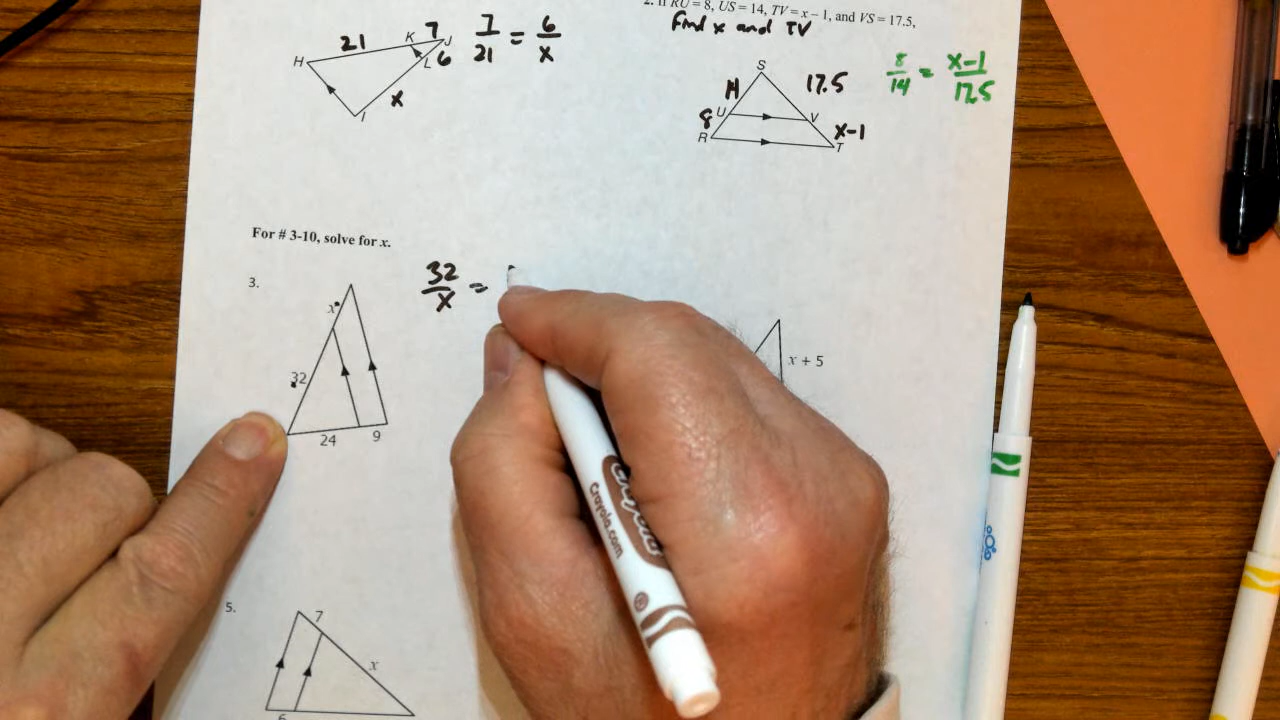 2. If RU = 8, US = 14, TV = x − 1, and VS = 17.5,
Find x and TV
21 K 7 J
H
6
L
x
I
7/21 = 6/x
S
14 17.5
8 U V x-1
R T
8/14 = x-1/17.5
For # 3-10, solve for x.
3.
x
32
24 9
32/x =
x + 5
5.
7
x
6
Crayola
Crayola.com